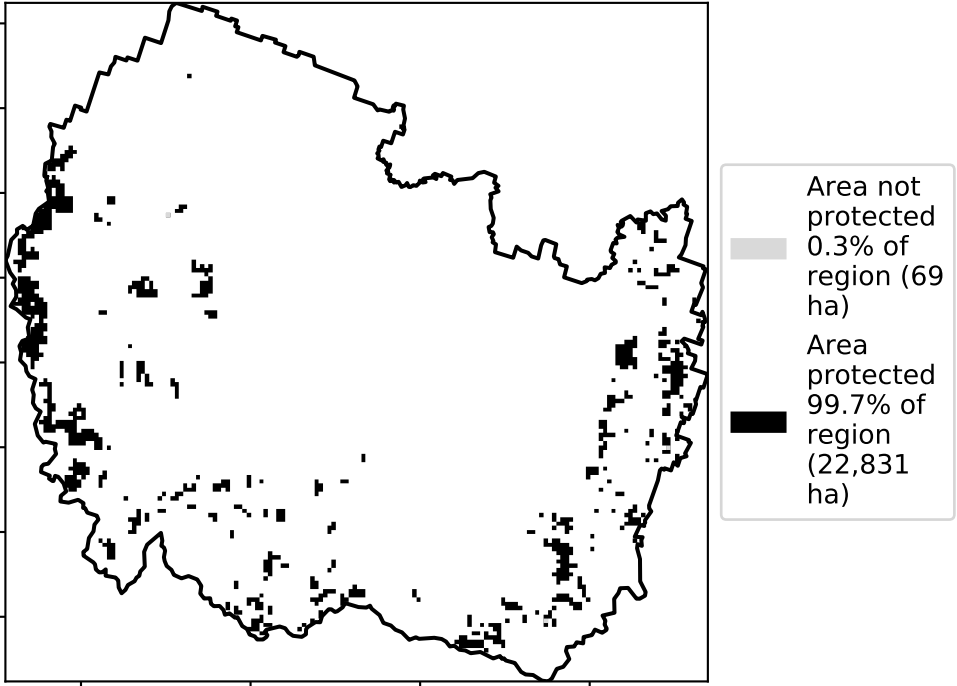 Area not
protected
0.3% of
region (69
ha)
Area
protected
99.7% of
region
(22,831
ha)